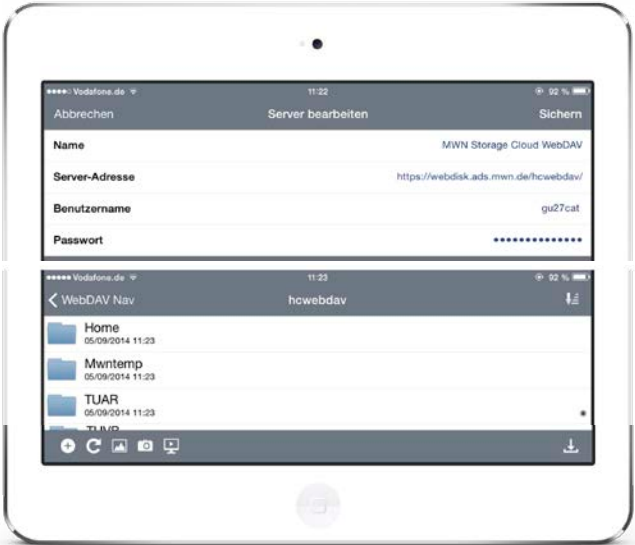 Vodafone.de 11:22 92 %
Abbrechen Server bearbeiten Sichern
Name MWN Storage Cloud WebDAV
Server-Adresse https://webdisk.ads.mwn.de/hcwebdav/
Benutzername gu27cat
Passwort ••••••••••••••
Vodafone.de 11:23 92 %
WebDAV Nav hcwebdav
Home
05/09/2014 11:23
Mwntemp
05/09/2014 11:23
TUAR
05/09/2014 11:23